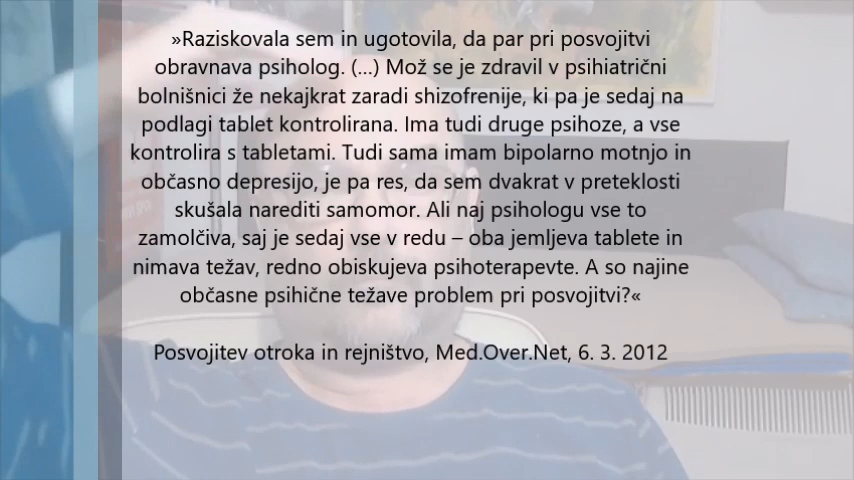 »Raziskovala sem in ugotovila, da par pri posvojitvi
obravnava psiholog. (...) Mož se je zdravil v psihiatrični
bolnišnici že nekajkrat zaradi shizofrenije, ki pa je sedaj na
podlagi tablet kontrolirana. Ima tudi druge psihoze, a vse
kontrolira s tabletami. Tudi sama imam bipolarno motnjo in
občasno depresijo, je pa res, da sem dvakrat v preteklosti
skušala narediti samomor. Ali naj psihologu vse to
zamolčiva, saj je sedaj vse v redu – oba jemljeva tablete in
nimava težav, redno obiskujeva psihoterapevte. A so najine
občasne psihične težave problem pri posvojitvi?«
Posvojitev otroka in rejništvo, Med.Over.Net, 6. 3. 2012